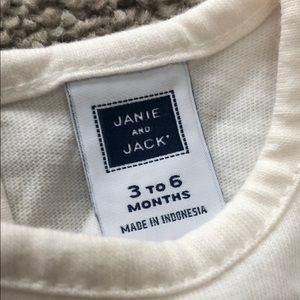 JANIE
AND
JACK®
3 TO 6
MONTHS
MADE IN INDONESIA